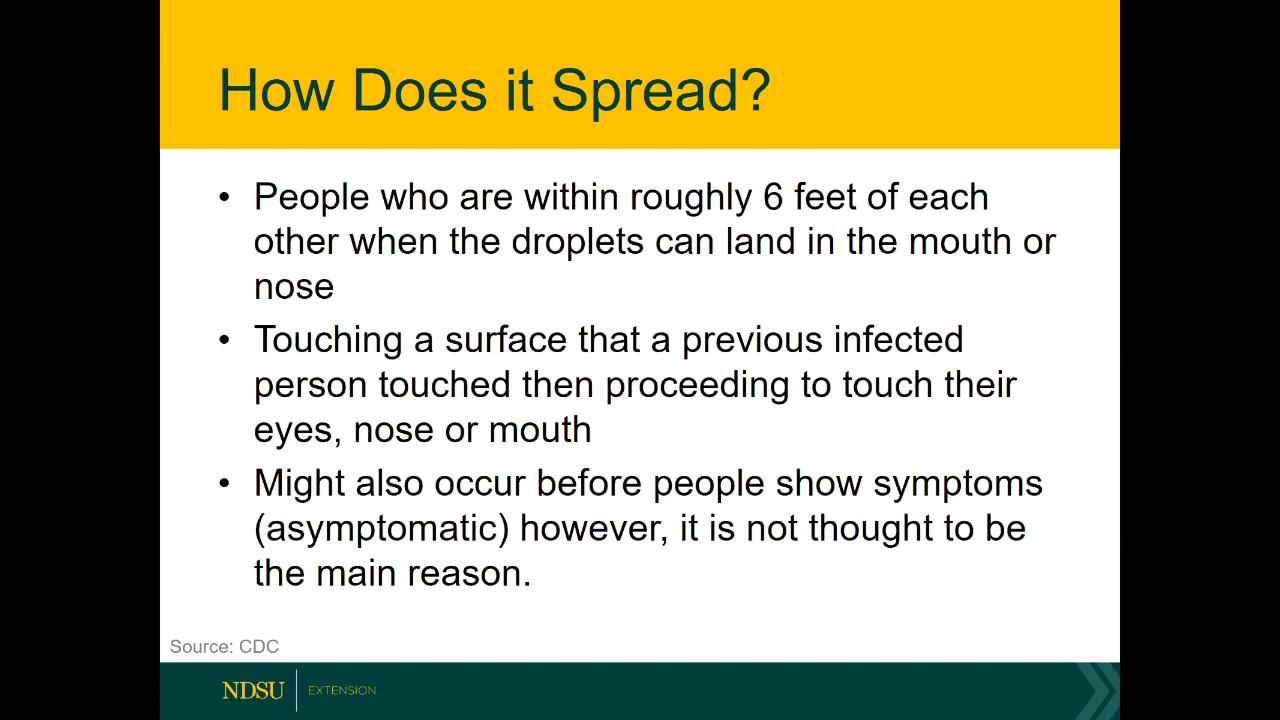 How Does it Spread?
• People who are within roughly 6 feet of each
other when the droplets can land in the mouth or
nose
• Touching a surface that a previous infected
person touched then proceeding to touch their
eyes, nose or mouth
• Might also occur before people show symptoms
(asymptomatic) however, it is not thought to be
the main reason.
Source: CDC
NDSU EXTENSION